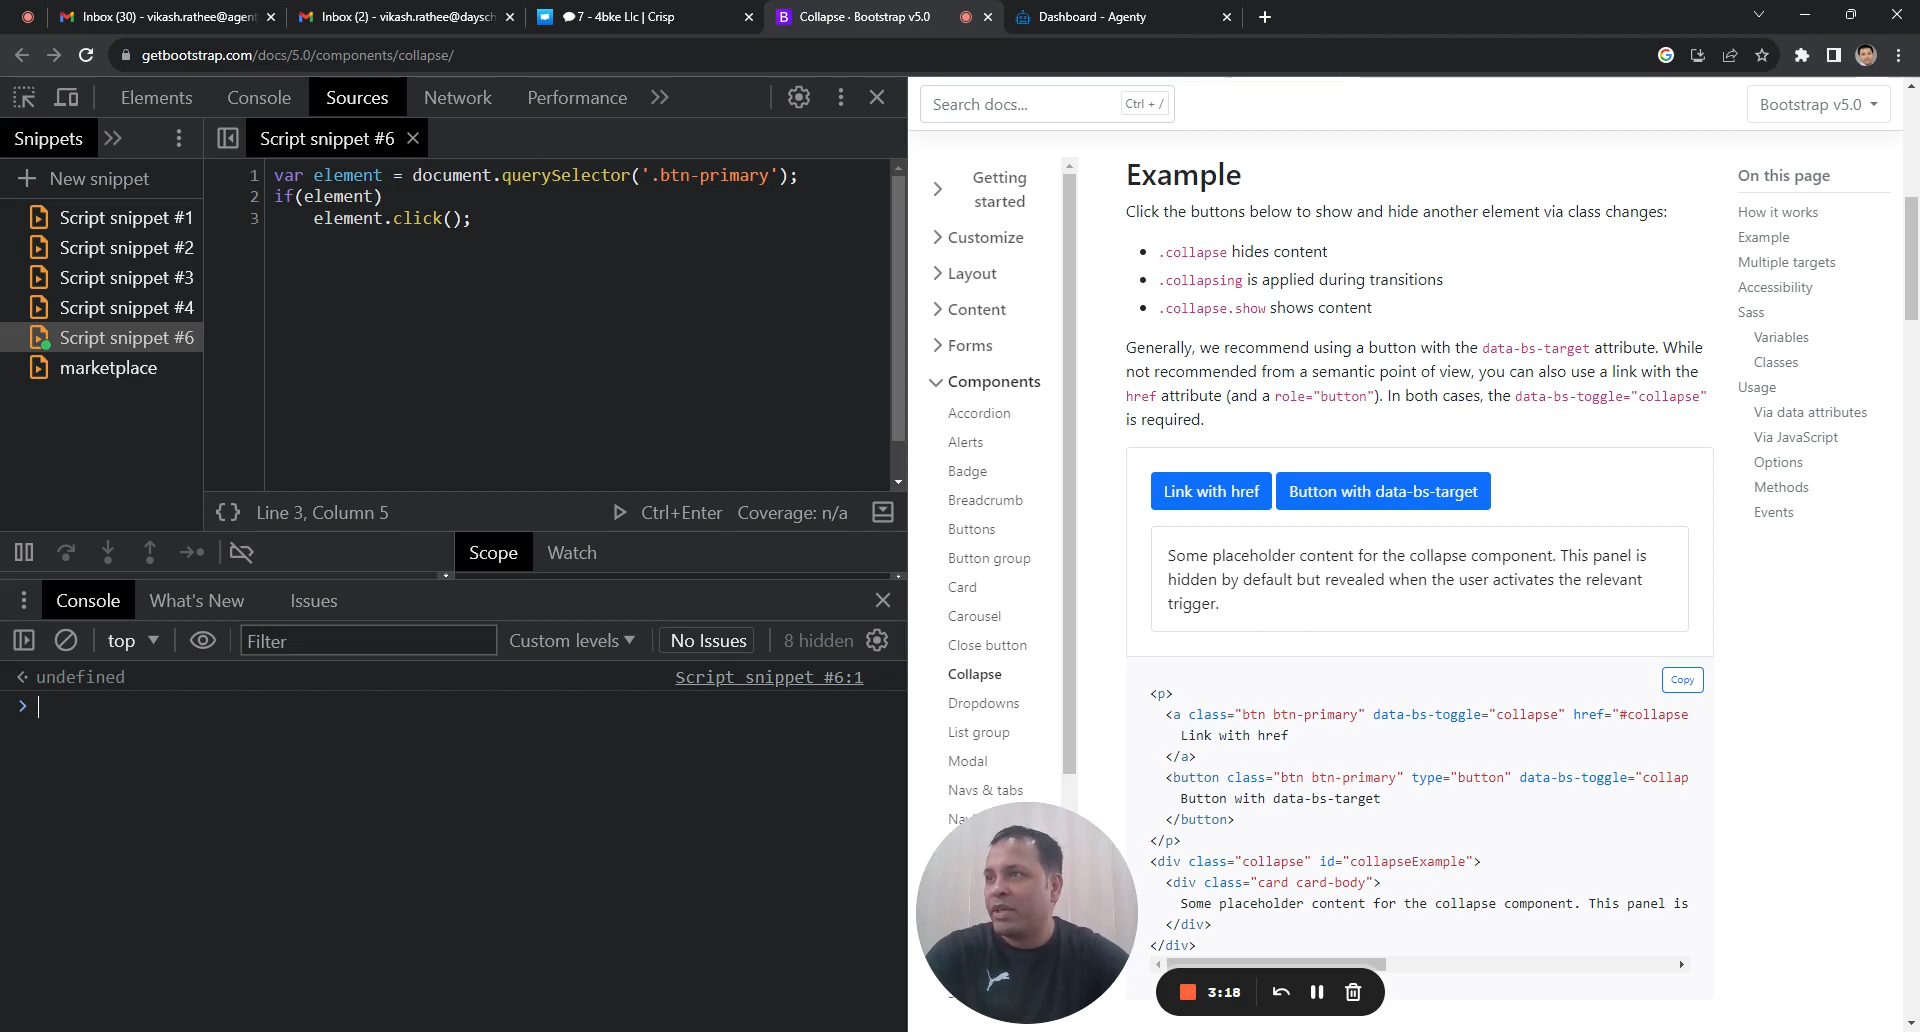 Inbox (30) - vikash.rathee@agent
Inbox (2) - vikash.rathee@daysch
7 - 4bke Llc | Crisp
Collapse · Bootstrap v5.0
Dashboard - Agenty
getbootstrap.com/docs/5.0/components/collapse/
Elements
Console
Sources
Network
Performance
Snippets
Script snippet #6
New snippet
Script snippet #1
Script snippet #2
Script snippet #3
Script snippet #4
Script snippet #6
marketplace
1 var element = document.querySelector('.btn-primary');
2 if(element)
3 element.click();
{} Line 3, Column 5
Ctrl+Enter
Coverage: n/a
Scope
Watch
Console
What's New
Issues
top
Filter
Custom levels
No Issues
8 hidden
undefined
Script snippet #6:1
Search docs...
Ctrl + /
Bootstrap v5.0
Getting
started
Customize
Layout
Content
Forms
Components
Accordion
Alerts
Badge
Breadcrumb
Buttons
Button group
Card
Carousel
Close button
Collapse
Dropdowns
List group
Modal
Navs & tabs
Example
Click the buttons below to show and hide another element via class changes:
• .collapse hides content
• .collapsing is applied during transitions
• .collapse.show shows content
Generally, we recommend using a button with the data-bs-target attribute. While
not recommended from a semantic point of view, you can also use a link with the
href attribute (and a role="button"). In both cases, the data-bs-toggle="collapse"
is required.
Link with href
Button with data-bs-target
Some placeholder content for the collapse component. This panel is
hidden by default but revealed when the user activates the relevant
trigger.
Copy
<p>
<a class="btn btn-primary" data-bs-toggle="collapse" href="#collapse
Link with href
</a>
<button class="btn btn-primary" type="button" data-bs-toggle="collap
Button with data-bs-target
</button>
</p>
<div class="collapse" id="collapseExample">
<div class="card card-body">
Some placeholder content for the collapse component. This panel is
</div>
</div>
3:18
On this page
How it works
Example
Multiple targets
Accessibility
Sass
Variables
Classes
Usage
Via data attributes
Via JavaScript
Options
Methods
Events